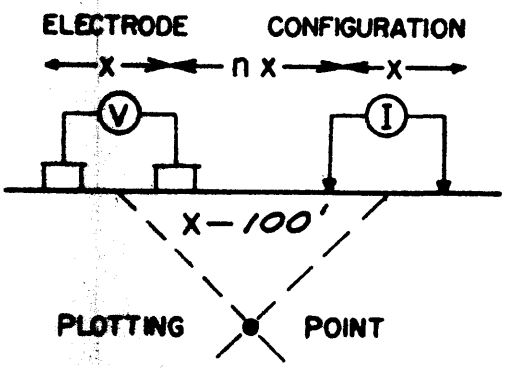 ELECTRODE CONFIGURATION
X n X X
V I
X — 100'
PLOTTING POINT